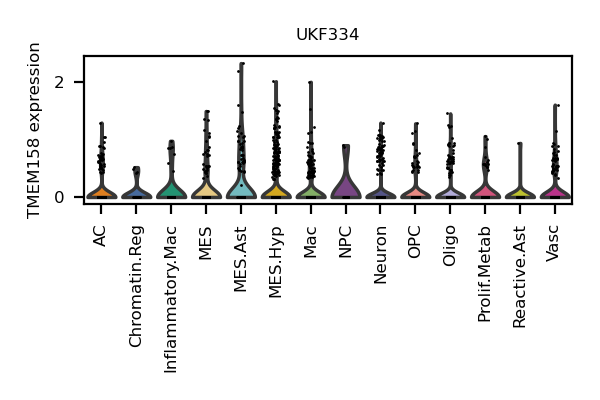 UKF334
TMEM158 expression
2
0
AC
Chromatin.Reg
Inflammatory.Mac
MES
MES.Ast
MES.Hyp
Mac
NPC
Neuron
OPC
Oligo
Prolif.Metab
Reactive.Ast
Vasc